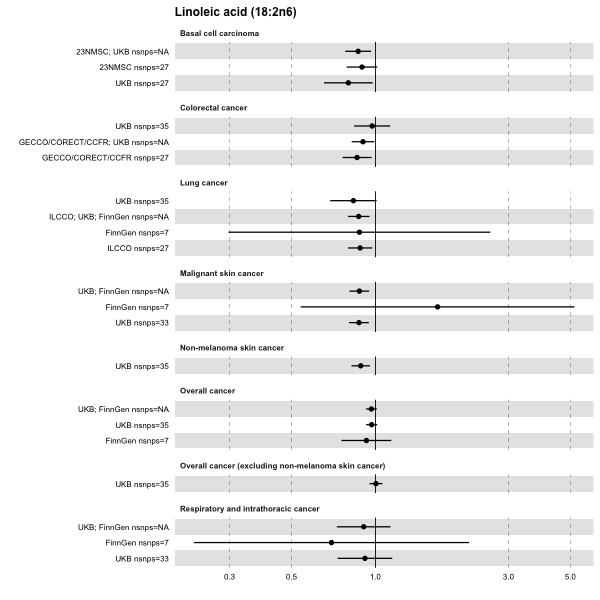 Linoleic acid (18:2n6)
Basal cell carcinoma
23NMSC; UKB nsnps=NA
23NMSC nsnps=27
UKB nsnps=27
Colorectal cancer
UKB nsnps=35
GECCO/CORECT/CCFR; UKB nsnps=NA
GECCO/CORECT/CCFR nsnps=27
Lung cancer
UKB nsnps=35
ILCCO; UKB; FinnGen nsnps=NA
FinnGen nsnps=7
ILCCO nsnps=27
Malignant skin cancer
UKB; FinnGen nsnps=NA
FinnGen nsnps=7
UKB nsnps=33
Non-melanoma skin cancer
UKB nsnps=35
Overall cancer
UKB; FinnGen nsnps=NA
UKB nsnps=35
FinnGen nsnps=7
Overall cancer (excluding non-melanoma skin cancer)
UKB nsnps=35
Respiratory and intrathoracic cancer
UKB; FinnGen nsnps=NA
FinnGen nsnps=7
UKB nsnps=33
0.3 0.5 1.0 3.0 5.0